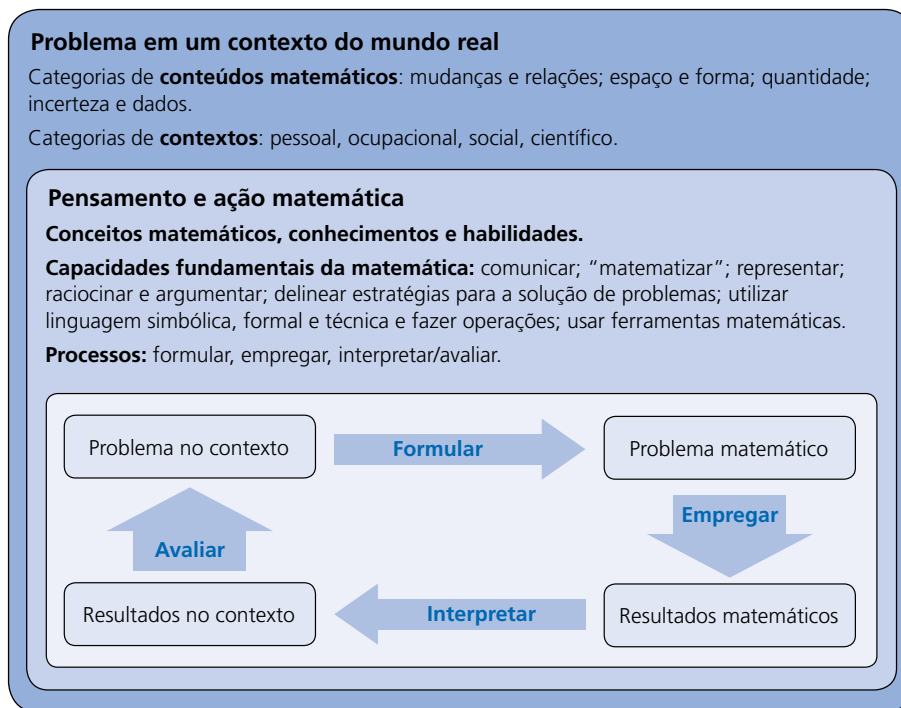 Problema em um contexto do mundo real
Categorias de conteúdos matemáticos: mudanças e relações; espaço e forma; quantidade;
incerteza e dados.
Categorias de contextos: pessoal, ocupacional, social, científico.
Pensamento e ação matemática
Conceitos matemáticos, conhecimentos e habilidades.
Capacidades fundamentais da matemática: comunicar; “matematizar”; representar;
raciocinar e argumentar; delinear estratégias para a solução de problemas; utilizar
linguagem simbólica, formal e técnica e fazer operações; usar ferramentas matemáticas.
Processos: formular, empregar, interpretar/avaliar.
Problema no contexto
Formular
Problema matemático
Empregar
Avaliar
Resultados no contexto
Interpretar
Resultados matemáticos